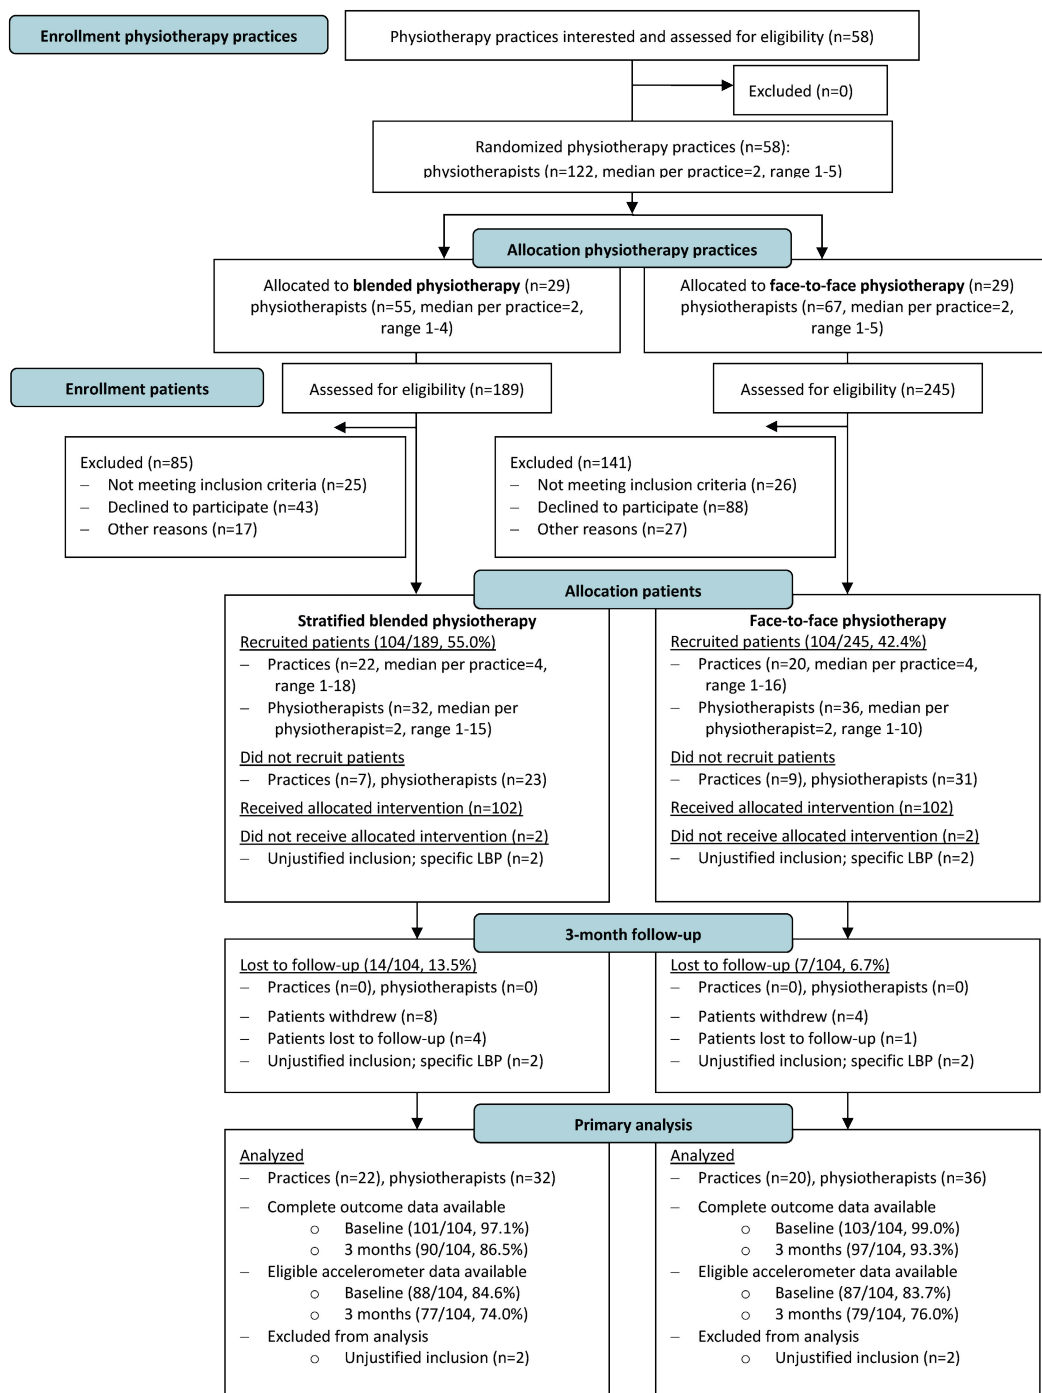 Enrollment physiotherapy practices
Physiotherapy practices interested and assessed for eligibility (n=58)
Excluded (n=0)
Randomized physiotherapy practices (n=58):
physiotherapists (n=122, median per practice=2, range 1-5)
Allocation physiotherapy practices
Allocated to blended physiotherapy (n=29)
physiotherapists (n=55, median per practice=2,
range 1-4)
Allocated to face-to-face physiotherapy (n=29)
physiotherapists (n=67, median per practice=2,
range 1-5)
Enrollment patients
Assessed for eligibility (n=189)
Assessed for eligibility (n=245)
Excluded (n=85)
– Not meeting inclusion criteria (n=25)
– Declined to participate (n=43)
– Other reasons (n=17)
Excluded (n=141)
– Not meeting inclusion criteria (n=26)
– Declined to participate (n=88)
– Other reasons (n=27)
Allocation patients
Stratified blended physiotherapy
Recruited patients (104/189, 55.0%)
– Practices (n=22, median per practice=4,
range 1-18)
– Physiotherapists (n=32, median per
physiotherapist=2, range 1-15)
Did not recruit patients
– Practices (n=7), physiotherapists (n=23)
Received allocated intervention (n=102)
Did not receive allocated intervention (n=2)
– Unjustified inclusion; specific LBP (n=2)
Face-to-face physiotherapy
Recruited patients (104/245, 42.4%)
– Practices (n=20, median per practice=4,
range 1-16)
– Physiotherapists (n=36, median per
physiotherapist=2, range 1-10)
Did not recruit patients
– Practices (n=9), physiotherapists (n=31)
Received allocated intervention (n=102)
Did not receive allocated intervention (n=2)
– Unjustified inclusion; specific LBP (n=2)
3-month follow-up
Lost to follow-up (14/104, 13.5%)
– Practices (n=0), physiotherapists (n=0)
– Patients withdrew (n=8)
– Patients lost to follow-up (n=4)
– Unjustified inclusion; specific LBP (n=2)
Lost to follow-up (7/104, 6.7%)
– Practices (n=0), physiotherapists (n=0)
– Patients withdrew (n=4)
– Patients lost to follow-up (n=1)
– Unjustified inclusion; specific LBP (n=2)
Primary analysis
Analyzed
– Practices (n=22), physiotherapists (n=32)
– Complete outcome data available
o Baseline (101/104, 97.1%)
o 3 months (90/104, 86.5%)
– Eligible accelerometer data available
o Baseline (88/104, 84.6%)
o 3 months (77/104, 74.0%)
– Excluded from analysis
o Unjustified inclusion (n=2)
Analyzed
– Practices (n=20), physiotherapists (n=36)
– Complete outcome data available
o Baseline (103/104, 99.0%)
o 3 months (97/104, 93.3%)
– Eligible accelerometer data available
o Baseline (87/104, 83.7%)
o 3 months (79/104, 76.0%)
– Excluded from analysis
o Unjustified inclusion (n=2)